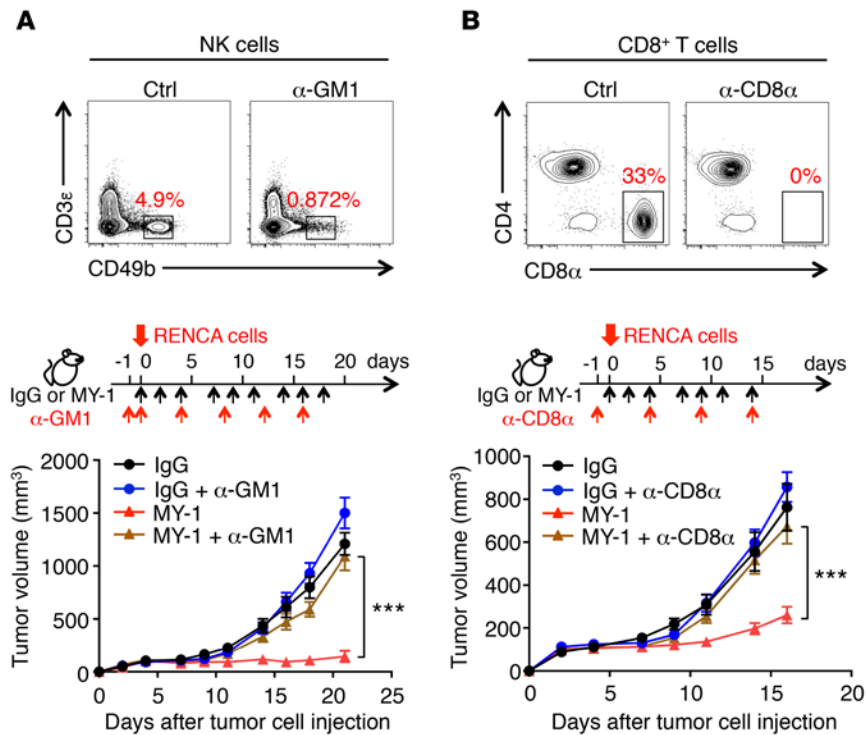 A
NK cells
Ctrl
α-GM1
4.9%
0.872%
CD3ε
CD49b
RENCA cells
-1 0 5 10 15 20 days
IgG or MY-1
α-GM1
2000
1500
1000
500
0
Tumor volume (mm³)
IgG
IgG + α-GM1
MY-1
MY-1 + α-GM1
***
0 5 10 15 20 25
Days after tumor cell injection
B
CD8⁺ T cells
Ctrl
α-CD8α
33%
0%
CD4
CD8α
RENCA cells
-1 0 5 10 15 days
IgG or MY-1
α-CD8α
1000
800
600
400
200
0
Tumor volume (mm³)
IgG
IgG + α-CD8α
MY-1
MY-1 + α-CD8α
***
0 5 10 15 20
Days after tumor cell injection